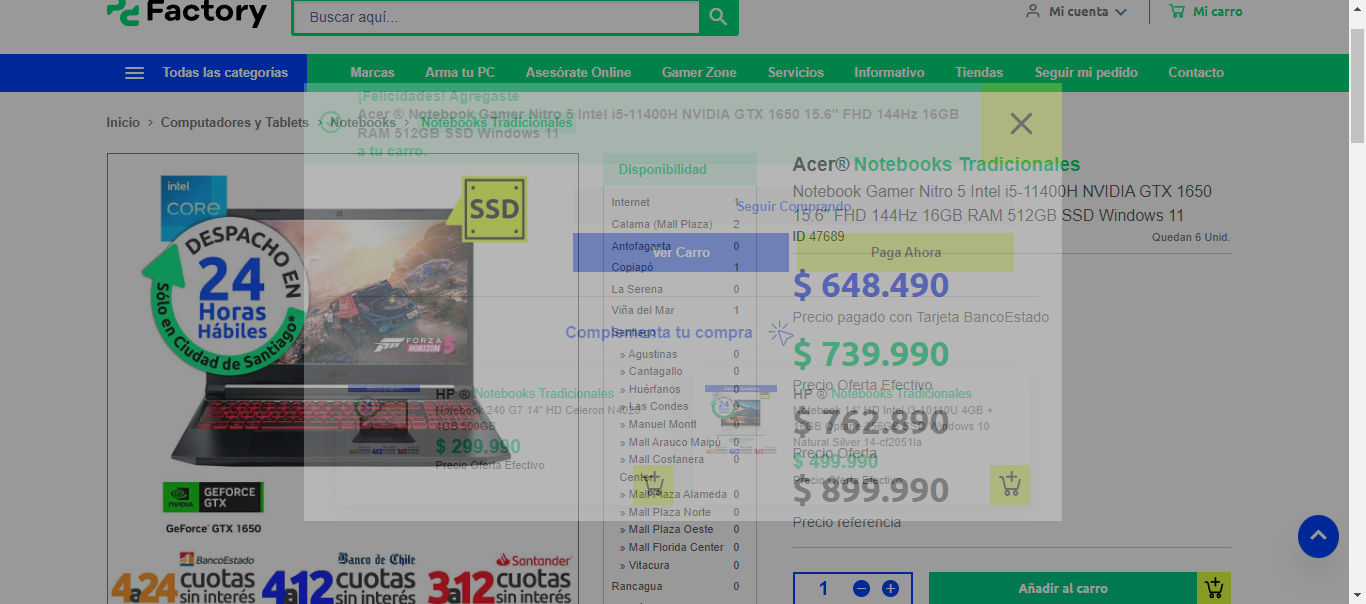 Factory
Buscar aquí...
Mi cuenta
Mi carro
Todas las categorías
Marcas
Arma tu PC
Asesórate Online
Gamer Zone
Servicios
Informativo
Tiendas
Seguir mi pedido
Contacto
Inicio > Computadores y Tablets > Notebooks > Notebooks Tradicionales
¡Felicidades! Agregaste
Acer ® Notebook Gamer Nitro 5 Intel i5-11400H NVIDIA GTX 1650 15.6" FHD 144Hz 16GB
RAM 512GB SSD Windows 11
a tu carro.
Seguir Comprando
Ver Carro
Paga Ahora
Complementa tu compra
HP ® Notebooks Tradicionales
Notebook 240 G7 14" HD Celeron N4020
4GB 500GB
$ 299.990
Precio Oferta Efectivo
HP ® Notebooks Tradicionales
Notebook 14" HD Intel i3-10110U 4GB +
16GB Optane 256GB SSD Windows 10
Natural Silver 14-cf2051la
$ 499.990
Precio Oferta Efectivo
intel
CORE
SSD
DESPACHO EN
24
Horas
Hábiles
Sólo en Ciudad de Santiago*
FORZA
HORIZON 5
NVIDIA
GEFORCE
GTX
GeForce® GTX 1650
BancoEstado
4a24 cuotas
sin interés
Banco de Chile
412 cuotas
sin interés
Santander
312 cuotas
sin interés
Disponibilidad
Internet 1
Calama (Mall Plaza) 2
Antofagasta 0
Copiapó 1
La Serena 0
Viña del Mar 1
Santiago
» Agustinas 0
» Cantagallo 0
» Huérfanos 0
» Las Condes 0
» Manuel Montt 0
» Mall Arauco Maipú 0
» Mall Costanera 0
Center
» Mall Plaza Alameda 0
» Mall Plaza Norte 0
» Mall Plaza Oeste 0
» Mall Florida Center 0
» Vitacura 0
Rancagua 0
Acer® Notebooks Tradicionales
Notebook Gamer Nitro 5 Intel i5-11400H NVIDIA GTX 1650
15.6" FHD 144Hz 16GB RAM 512GB SSD Windows 11
ID 47689
Quedan 6 Unid.
$ 648.490
Precio pagado con Tarjeta BancoEstado
$ 739.990
Precio Oferta Efectivo
$ 762.890
Precio Oferta
$ 899.990
Precio referencia
1
Añadir al carro